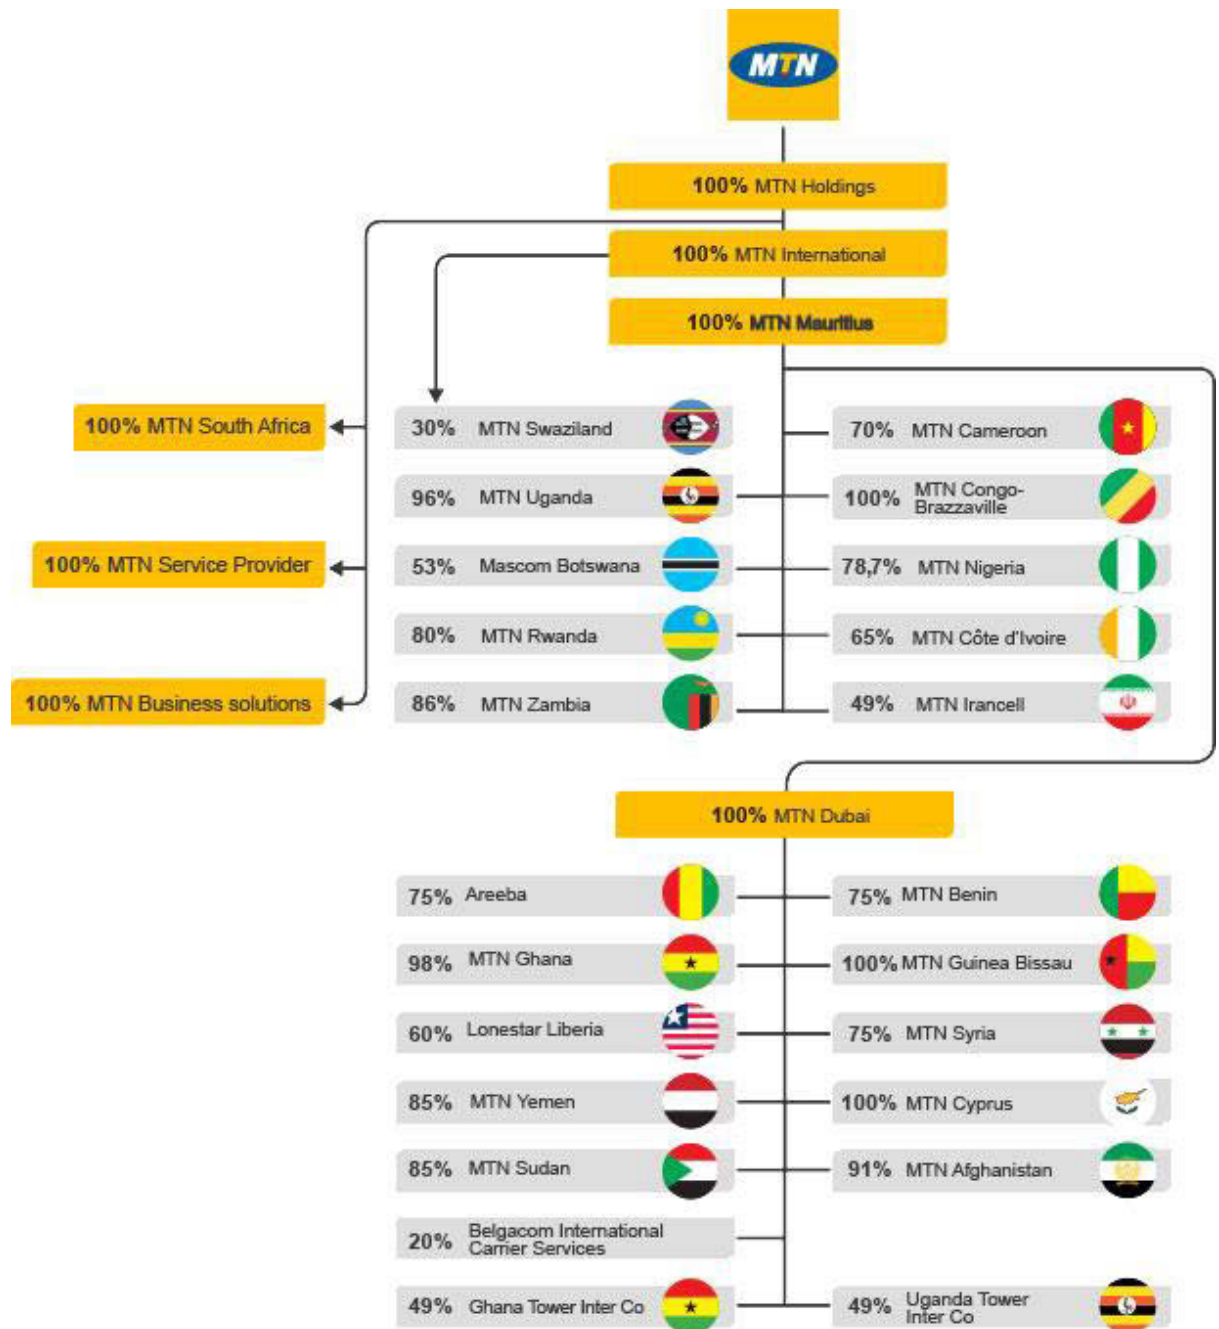 MTN
100% MTN Holdings
100% MTN International
100% MTN Mauritius
100% MTN South Africa
100% MTN Service Provider
100% MTN Business solutions
30% MTN Swaziland
96% MTN Uganda
53% Mascom Botswana
80% MTN Rwanda
86% MTN Zambia
70% MTN Cameroon
100% MTN Congo-
Brazzaville
78,7% MTN Nigeria
65% MTN Côte d'Ivoire
49% MTN Irancell
100% MTN Dubai
75% Areeba
98% MTN Ghana
60% Lonestar Liberia
85% MTN Yemen
85% MTN Sudan
20% Belgacom International
Carrier Services
49% Ghana Tower Inter Co
75% MTN Benin
100% MTN Guinea Bissau
75% MTN Syria
100% MTN Cyprus
91% MTN Afghanistan
49% Uganda Tower
Inter Co